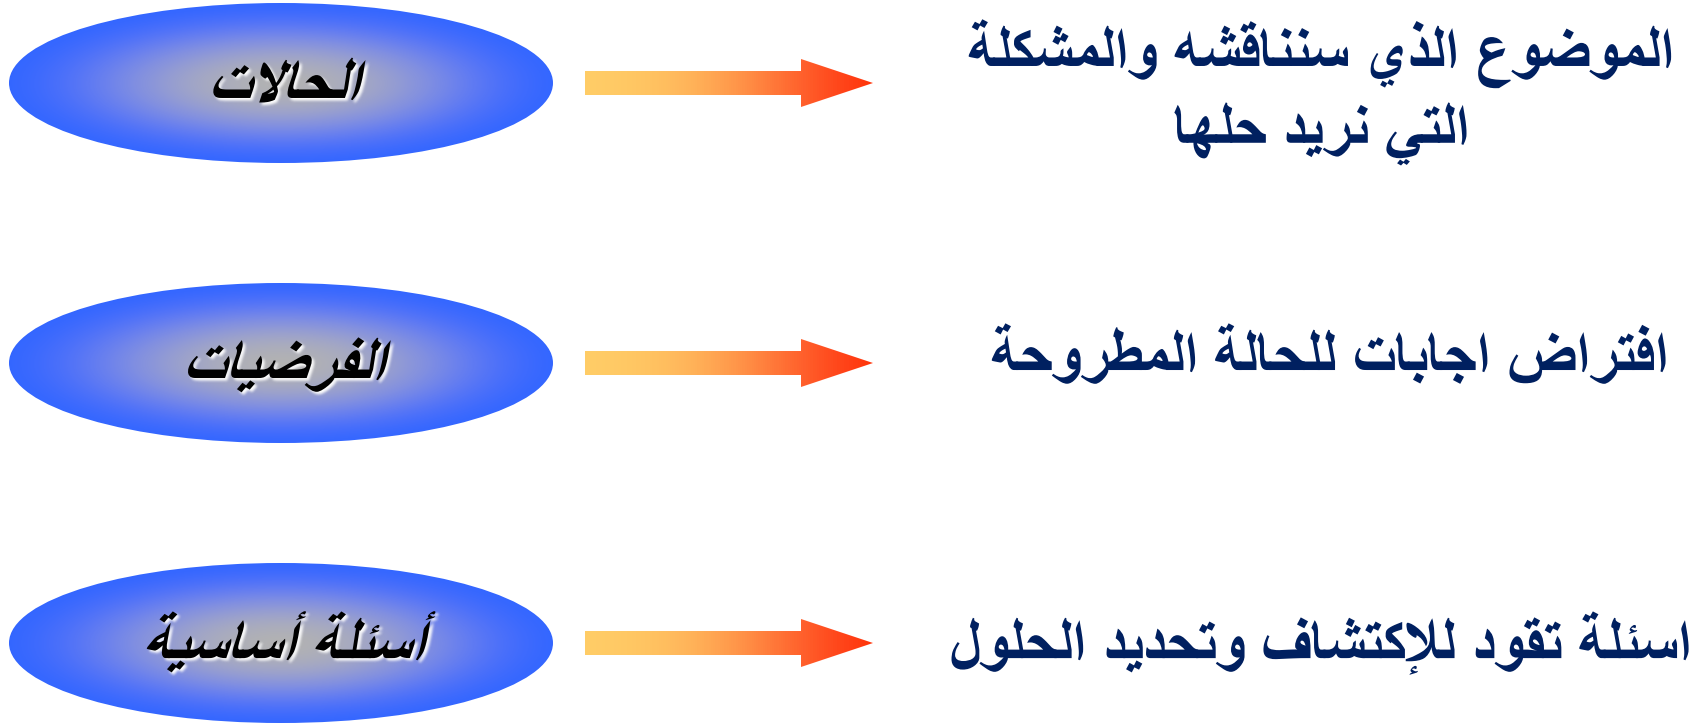 الحالات
الموضوع الذي سنناقشه والمشكلة
التي نريد حلها
الفرضيات
افتراض اجابات للحالة المطروحة
أسئلة أساسية
اسئلة تقود للإكتشاف وتحديد الحلول